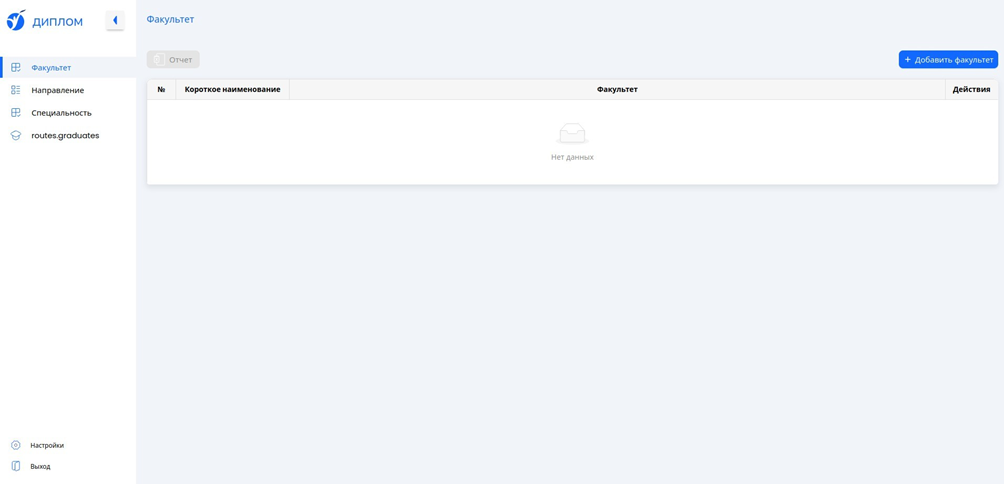 ДИПЛОМ
Факультет
Направление
Специальность
routes.graduates
Настройки
Выход
Факультет
Отчет
+ Добавить факультет
№ Короткое наименование Факультет Действия
Нет данных